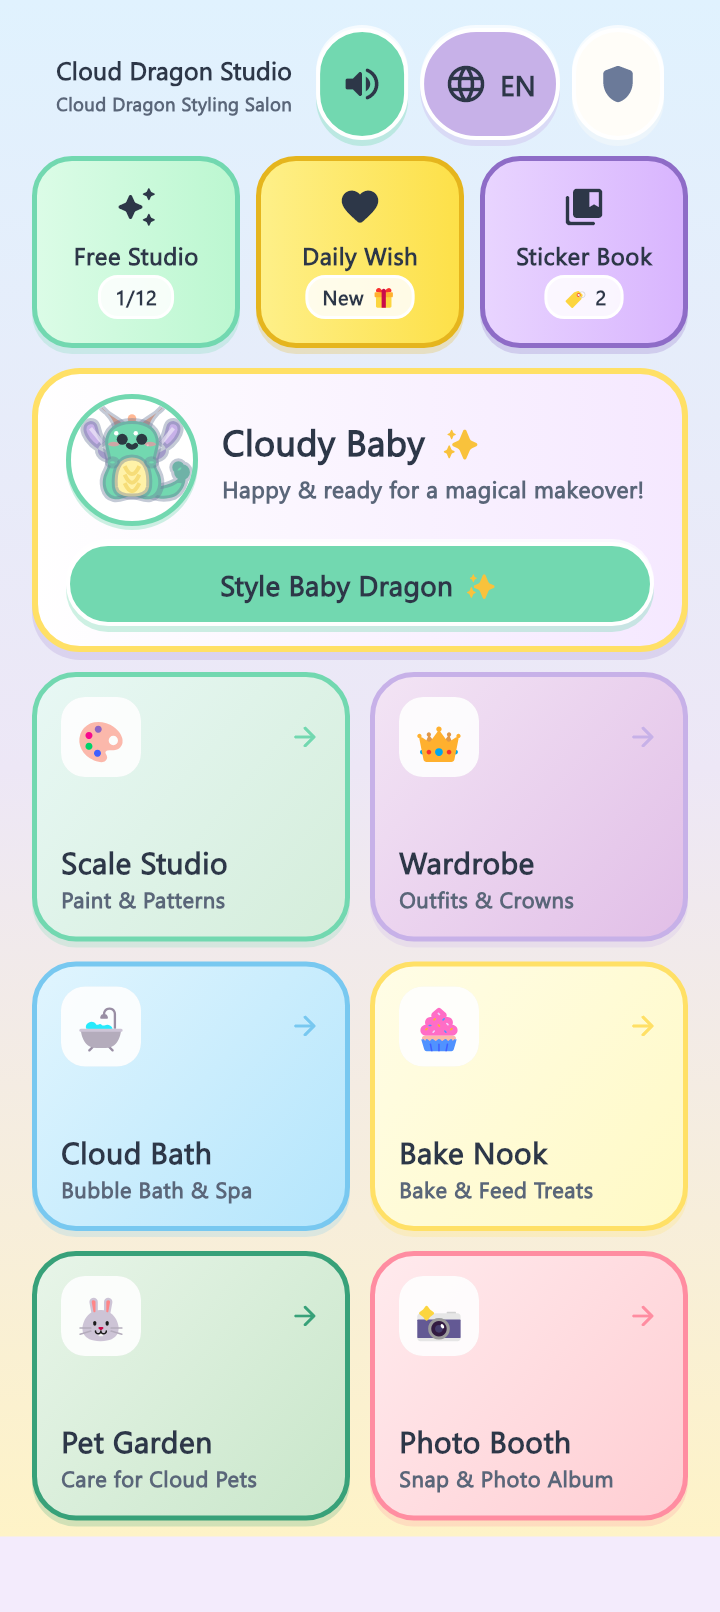 Cloud Dragon Studio
Cloud Dragon Styling Salon
EN
Free Studio
1/12
Daily Wish
New
Sticker Book
2
Cloudy Baby
Happy & ready for a magical makeover!
Style Baby Dragon
Scale Studio
Paint & Patterns
Wardrobe
Outfits & Crowns
Cloud Bath
Bubble Bath & Spa
Bake Nook
Bake & Feed Treats
Pet Garden
Care for Cloud Pets
Photo Booth
Snap & Photo Album